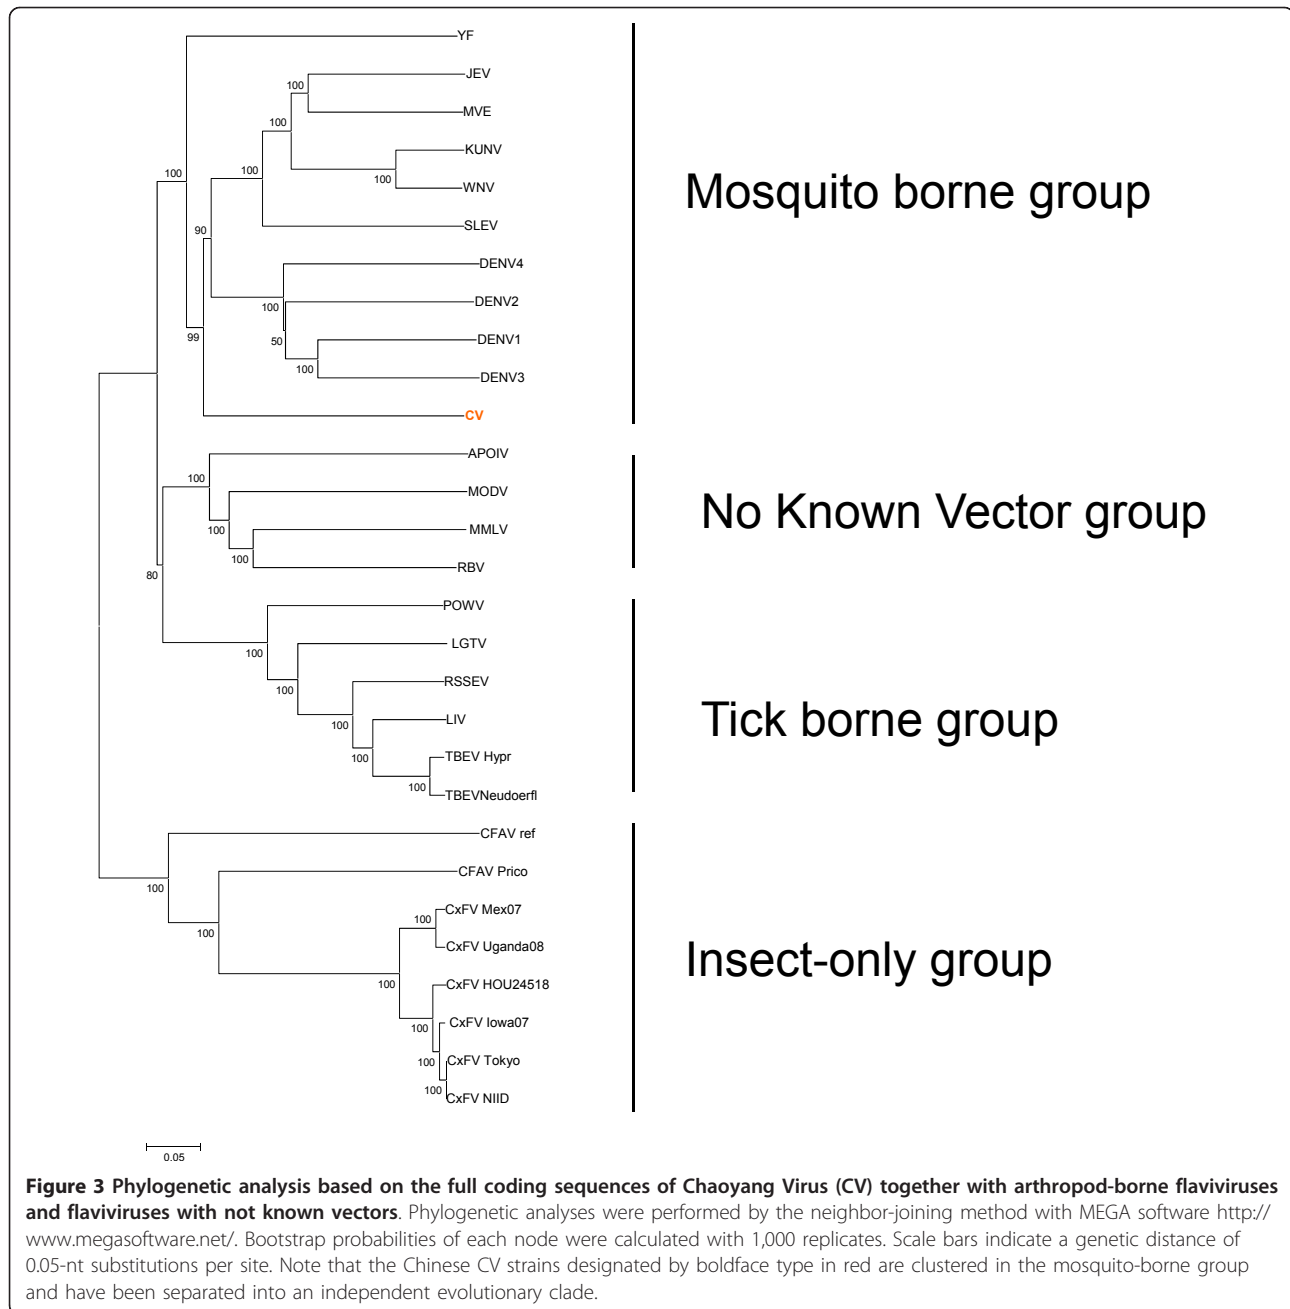 YF
JEV
100
MVE
100
KUNV
100
100
WNV
100
SLEV
90
DENV4
DENV2
100
DENV1
50
99
100
DENV3
CV
APOIV
100
MODV
100
MMLV
100
RBV
80
POWV
100
LGTV
100
RSSEV
100
LIV
100
TBEV Hypr
100
TBEVNeudoerfl
CFAV ref
100
CFAV Prico
100
CxFV Mex07
100
CxFV Uganda08
100
CxFV HOU24518
100
CxFV Iowa07
100
CxFV Tokyo
100
CxFV NIID
Mosquito borne group
No Known Vector group
Tick borne group
Insect-only group
0.05
Figure 3 Phylogenetic analysis based on the full coding sequences of Chaoyang Virus (CV) together with arthropod-borne flaviviruses
and flaviviruses with not known vectors. Phylogenetic analyses were performed by the neighbor-joining method with MEGA software http://
www.megasoftware.net/. Bootstrap probabilities of each node were calculated with 1,000 replicates. Scale bars indicate a genetic distance of
0.05-nt substitutions per site. Note that the Chinese CV strains designated by boldface type in red are clustered in the mosquito-borne group
and have been separated into an independent evolutionary clade.